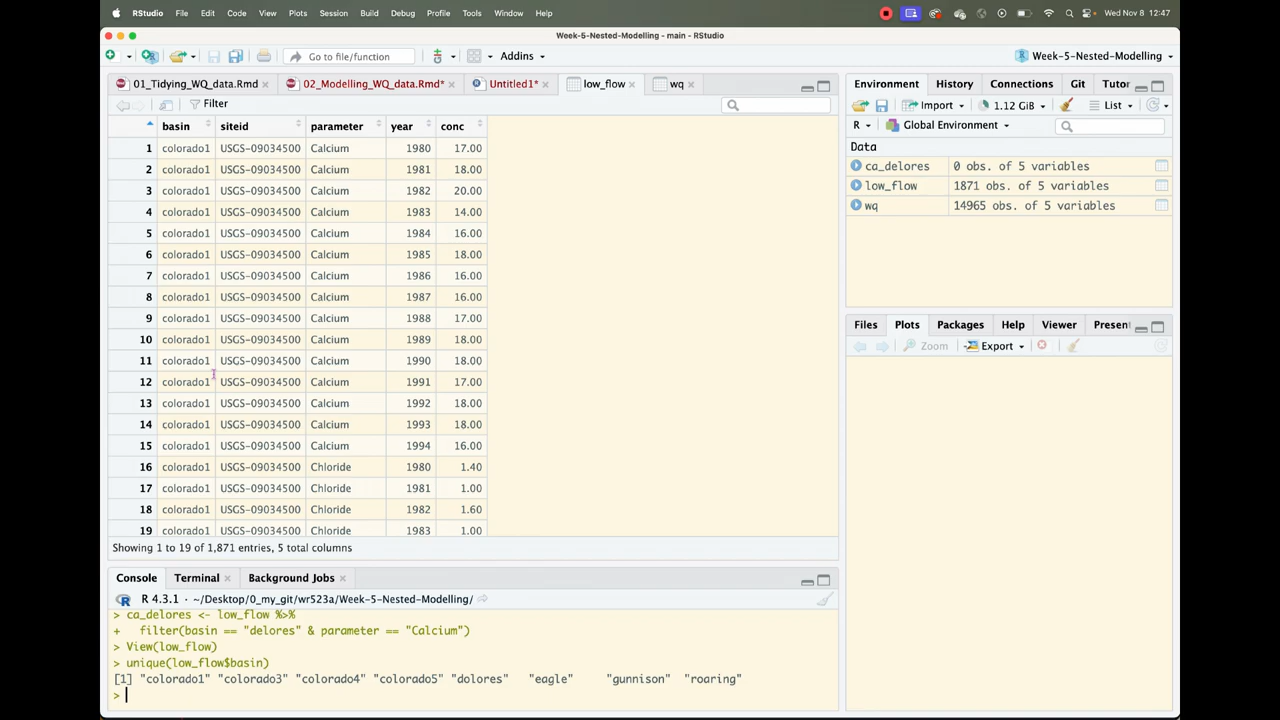 RStudio File Edit Code View Plots Session Build Debug Profile Tools Window Help Wed Nov 8 12:47
Week-5-Nested-Modelling - main - RStudio
Go to file/function Addins Week-5-Nested-Modelling
01_Tidying_WQ_data.Rmd 02_Modelling_WQ_data.Rmd* Untitled1* low_flow wq
Filter
basin siteid parameter year conc
1 colorado1 USGS-09034500 Calcium 1980 17.00
2 colorado1 USGS-09034500 Calcium 1981 18.00
3 colorado1 USGS-09034500 Calcium 1982 20.00
4 colorado1 USGS-09034500 Calcium 1983 14.00
5 colorado1 USGS-09034500 Calcium 1984 16.00
6 colorado1 USGS-09034500 Calcium 1985 18.00
7 colorado1 USGS-09034500 Calcium 1986 16.00
8 colorado1 USGS-09034500 Calcium 1987 16.00
9 colorado1 USGS-09034500 Calcium 1988 17.00
10 colorado1 USGS-09034500 Calcium 1989 18.00
11 colorado1 USGS-09034500 Calcium 1990 18.00
12 colorado1 USGS-09034500 Calcium 1991 17.00
13 colorado1 USGS-09034500 Calcium 1992 18.00
14 colorado1 USGS-09034500 Calcium 1993 18.00
15 colorado1 USGS-09034500 Calcium 1994 16.00
16 colorado1 USGS-09034500 Chloride 1980 1.40
17 colorado1 USGS-09034500 Chloride 1981 1.00
18 colorado1 USGS-09034500 Chloride 1982 1.60
19 colorado1 USGS-09034500 Chloride 1983 1.00
Showing 1 to 19 of 1,871 entries, 5 total columns
Console Terminal Background Jobs
R 4.3.1 · ~/Desktop/0_my_git/wr523a/Week-5-Nested-Modelling/
> ca_delores <- low_flow %>%
+ filter(basin == "delores" & parameter == "Calcium")
> View(low_flow)
> unique(low_flow$basin)
[1] "colorado1" "colorado3" "colorado4" "colorado5" "dolores" "eagle" "gunnison" "roaring"
>
Environment History Connections Git Tutor
Import 1.12 GiB List
R Global Environment
Data
ca_delores 0 obs. of 5 variables
low_flow 1871 obs. of 5 variables
wq 14965 obs. of 5 variables
Files Plots Packages Help Viewer Present
Zoom Export